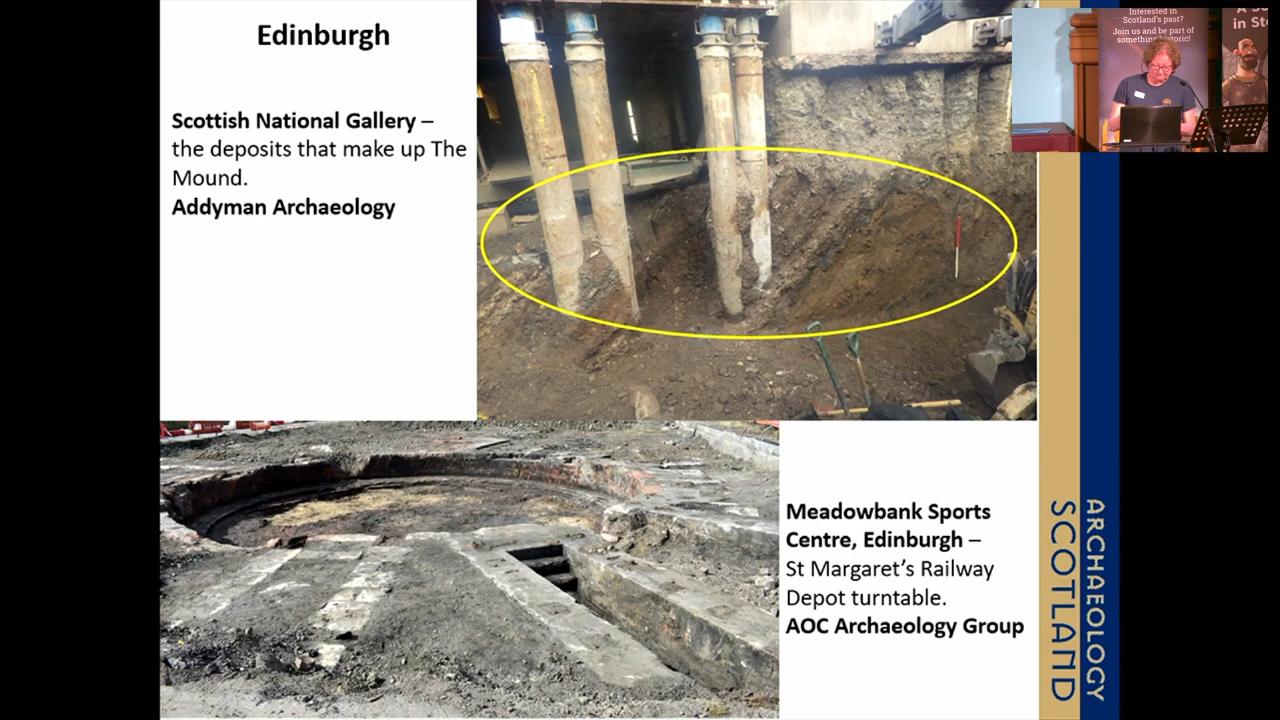 Edinburgh
Scottish National Gallery –
the deposits that make up The
Mound.
Addyman Archaeology
Meadowbank Sports
Centre, Edinburgh –
St Margaret’s Railway
Depot turntable.
AOC Archaeology Group
ARCHAEOLOGY
SCOTLAND
Interested in
Scotland's past?
Join us and be part of
something historic!
in